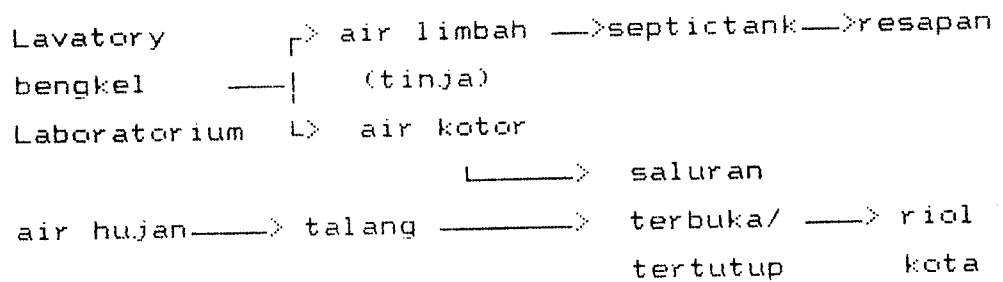 Lavatory air limbah septictank resapan
bengkel (tinja)
Laboratorium air kotor
saluran
air hujan talang terbuka/ riol
tertutup kota